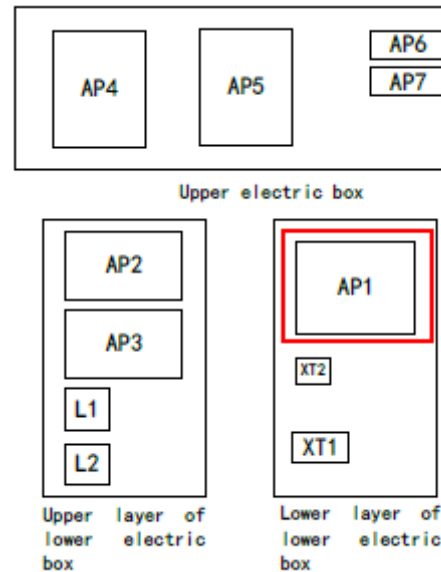 AP4
AP5
AP6
AP7
Upper electric box
AP2
AP3
L1
L2
Upper layer of
lower electric
box
AP1
XT2
XT1
Lower layer of
lower electric
box